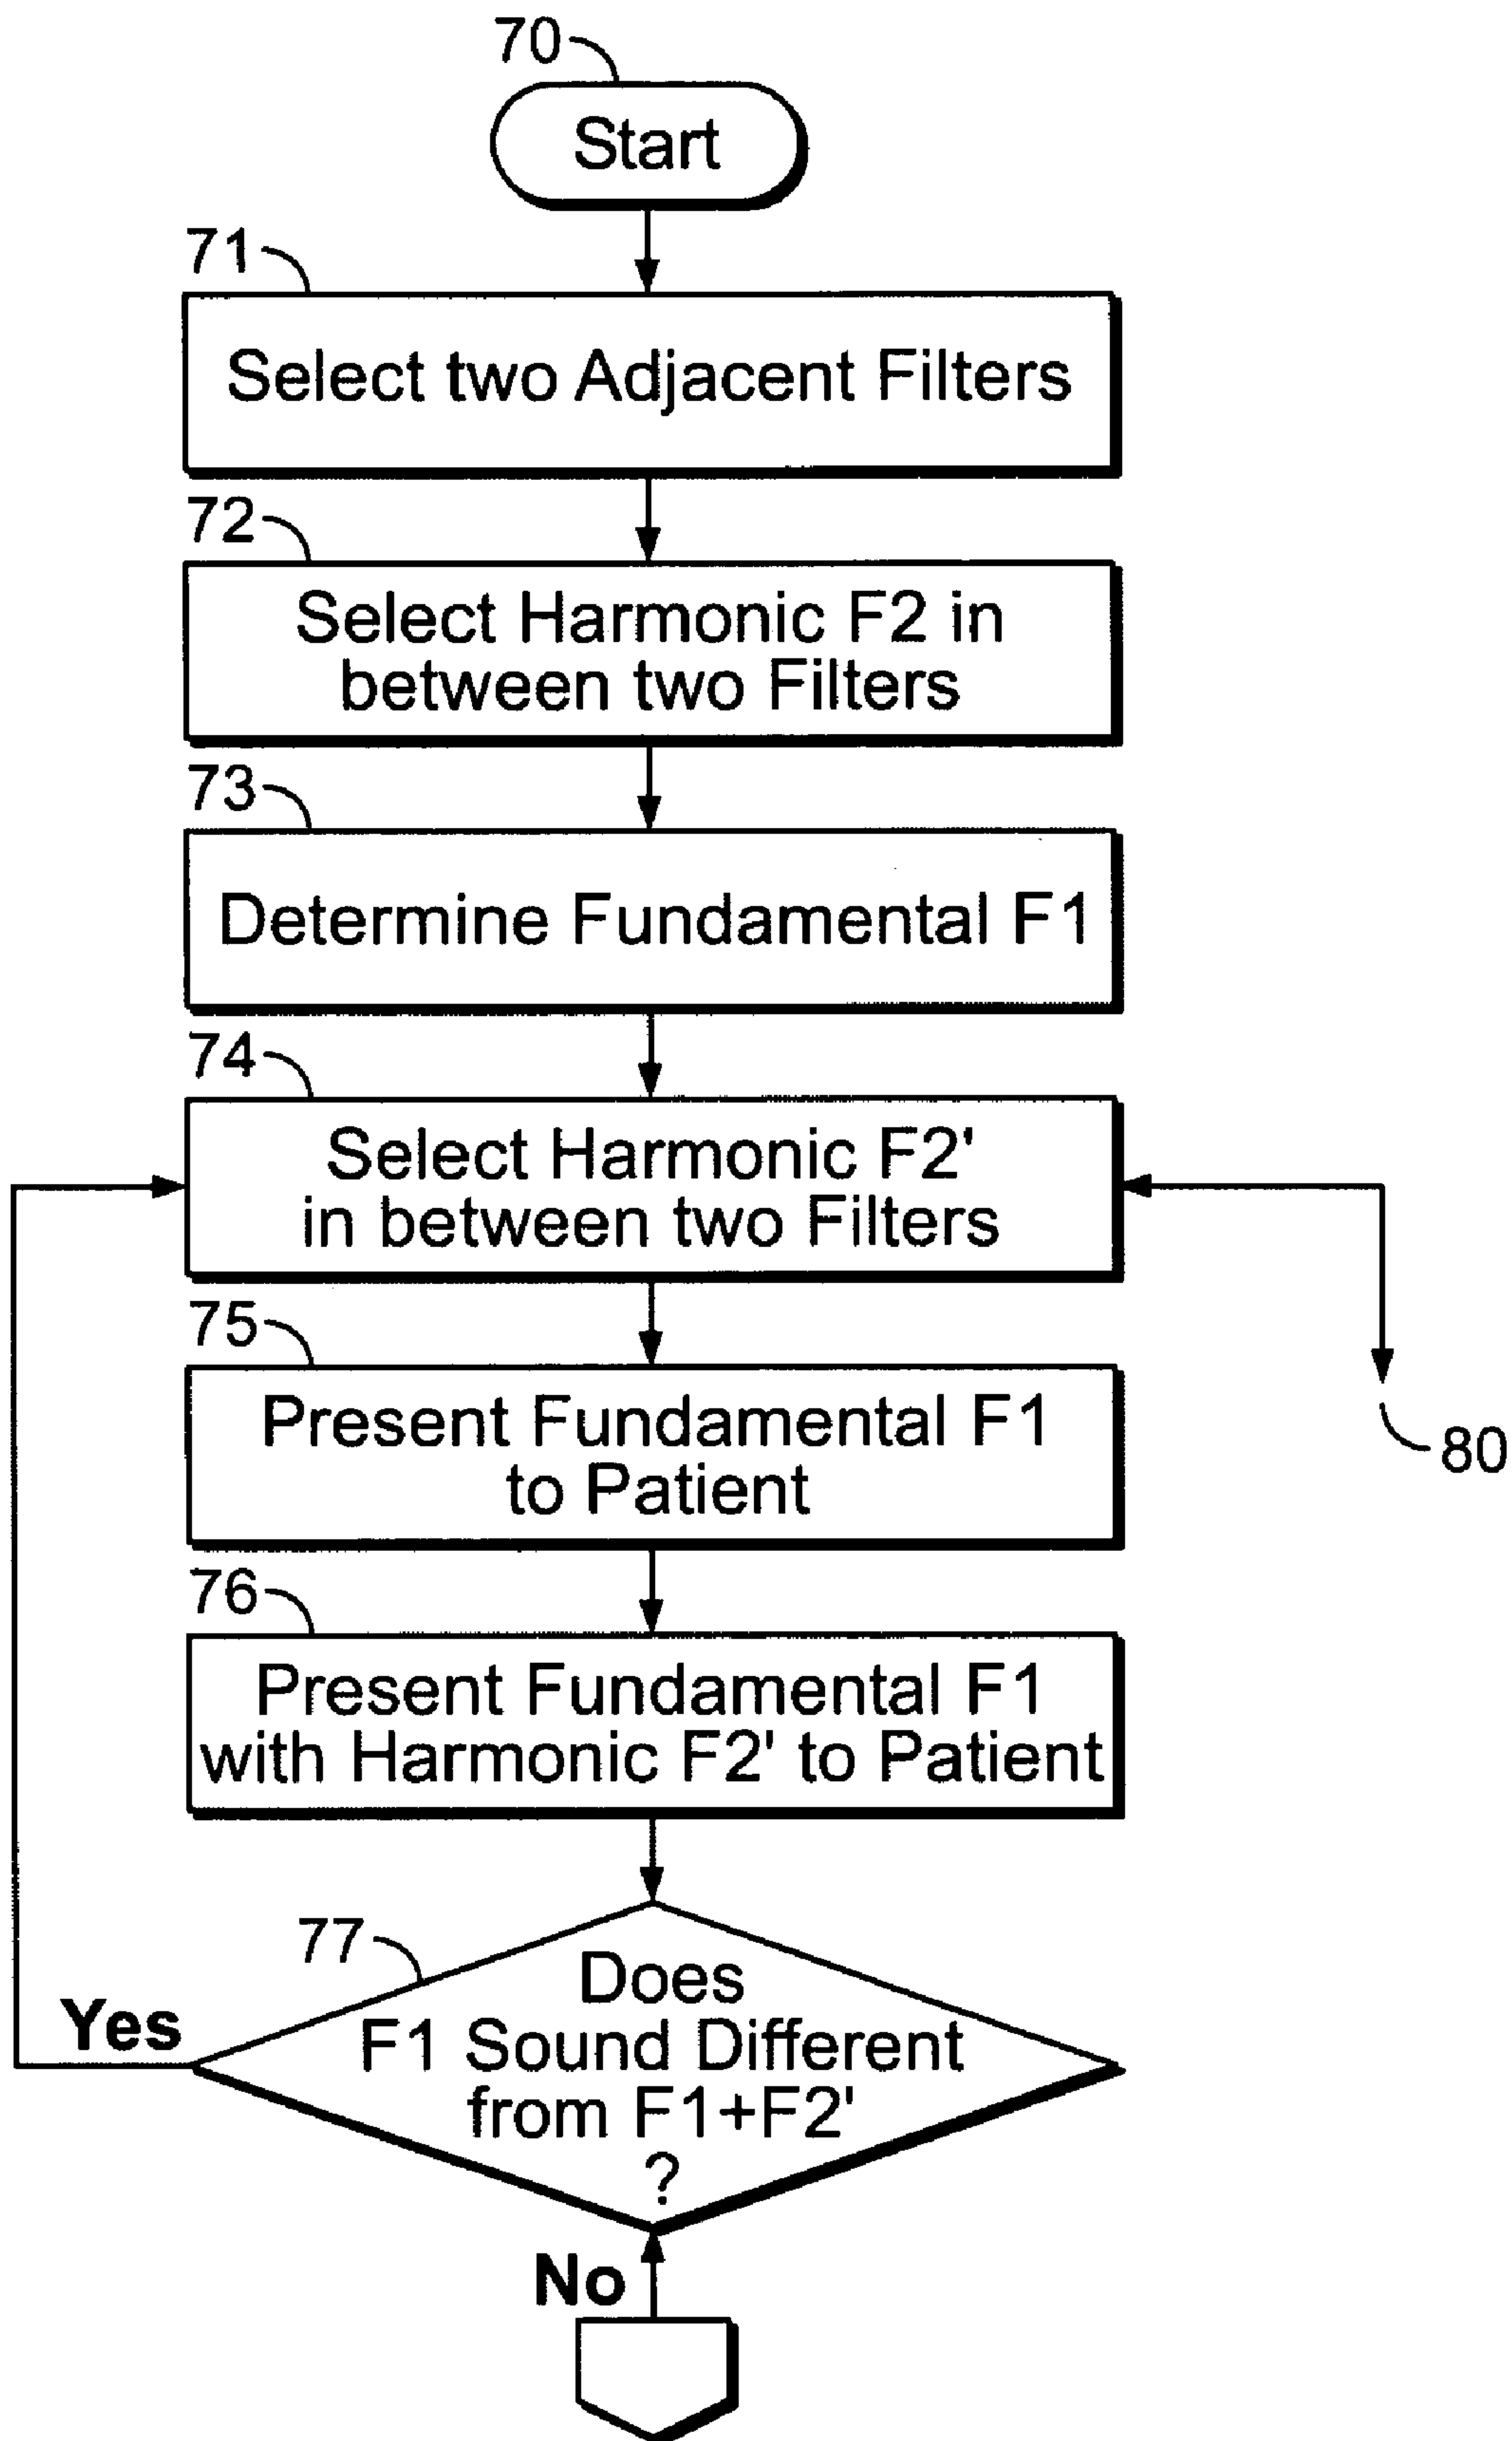 70
Start
71
Select two Adjacent Filters
72
Select Harmonic F2 in
between two Filters
73
Determine Fundamental F1
74
Select Harmonic F2'
in between two Filters
75
Present Fundamental F1
to Patient
80
76
Present Fundamental F1
with Harmonic F2' to Patient
77
Does
F1 Sound Different
from F1+F2'
?
Yes
No